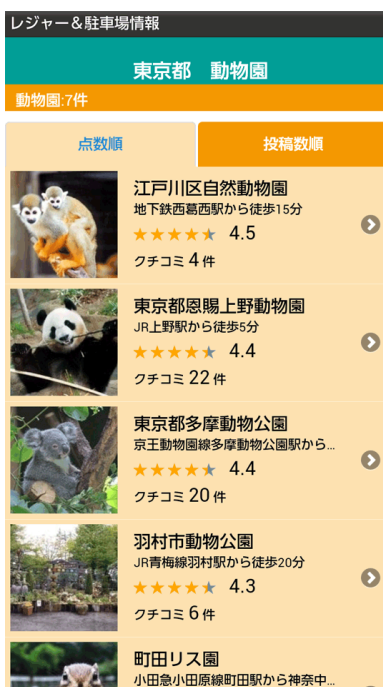 レジャー＆駐車場情報
東京都　動物園
動物園:7件
点数順
投稿数順
江戸川区自然動物園
地下鉄西葛西駅から徒歩15分
4.5
クチコミ 4 件
東京都恩賜上野動物園
JR上野駅から徒歩5分
4.4
クチコミ 22 件
東京都多摩動物公園
京王動物園線多摩動物公園駅から...
4.4
クチコミ 20 件
羽村市動物公園
JR青梅線羽村駅から徒歩20分
4.3
クチコミ 6 件
町田リス園
小田急小田原線町田駅から神奈中...